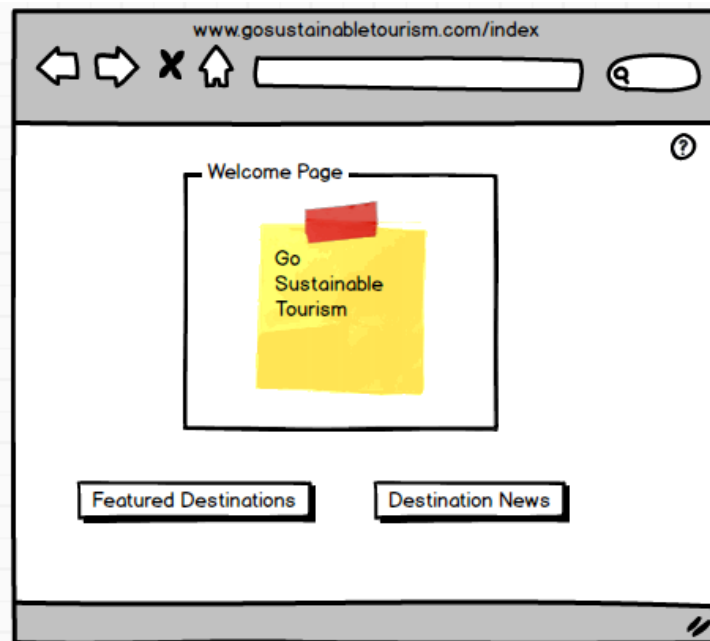 www.gosustainabletourism.com/index
?
Welcome Page
Go
Sustainable
Tourism
Featured Destinations
Destination News